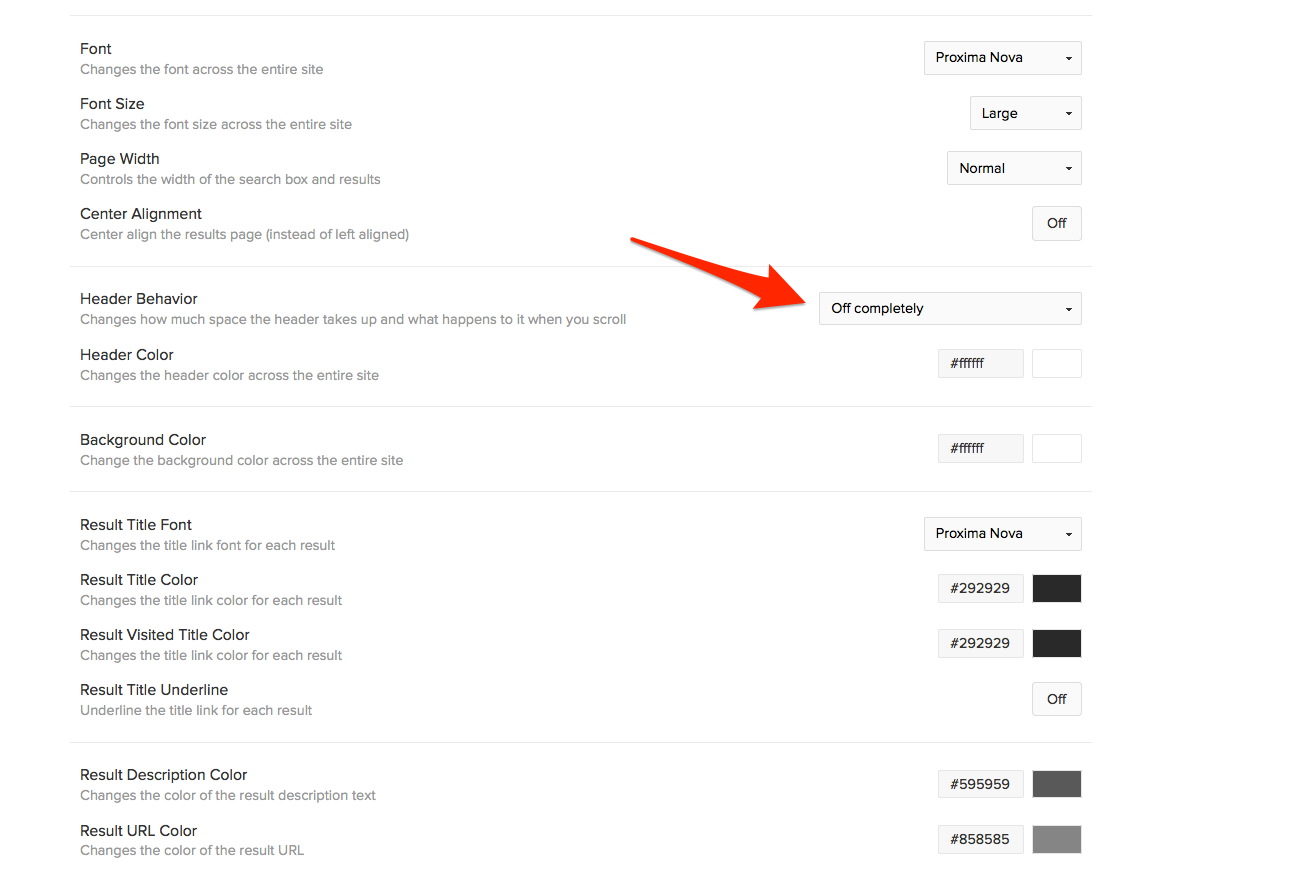 Font
Proxima Nova
Changes the font across the entire site
Font Size
Large
Changes the font size across the entire site
Page Width
Normal
Controls the width of the search box and results
Center Alignment
Off
Center align the results page (instead of left aligned)
Header Behavior
Off completely
Changes how much space the header takes up and what happens to it when you scroll
Header Color
#ffffff
Changes the header color across the entire site
Background Color
#ffffff
Change the background color across the entire site
Result Title Font
Proxima Nova
Changes the title link font for each result
Result Title Color
#292929
Changes the title link color for each result
Result Visited Title Color
#292929
Changes the title link color for each result
Result Title Underline
Off
Underline the title link for each result
Result Description Color
#595959
Changes the color of the result description text
Result URL Color
#858585
Changes the color of the result URL